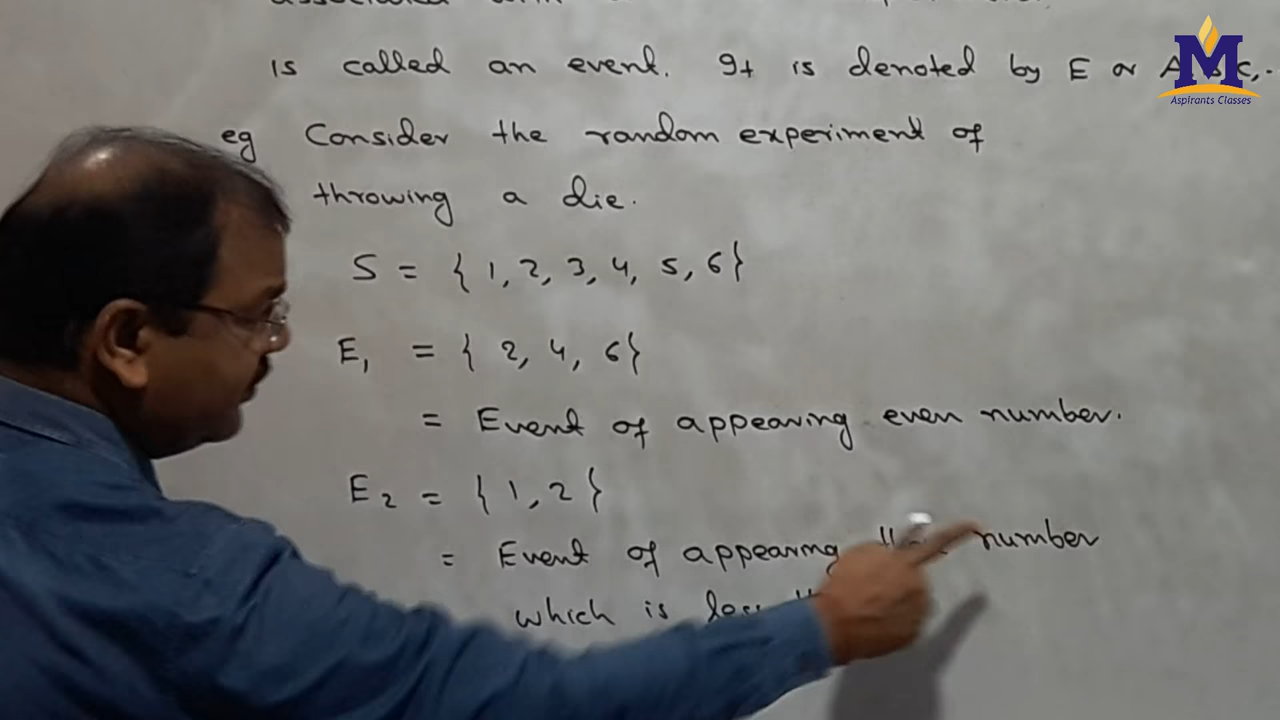 is called an event. It is denoted by E or A, B, C,..
eg Consider the random experiment of
throwing a die.
S = { 1, 2, 3, 4, 5, 6}
E₁ = { 2, 4, 6}
= Event of appearing even number.
E₂ = { 1, 2 }
= Event of appearing number
which is less
M
Aspirants Classes